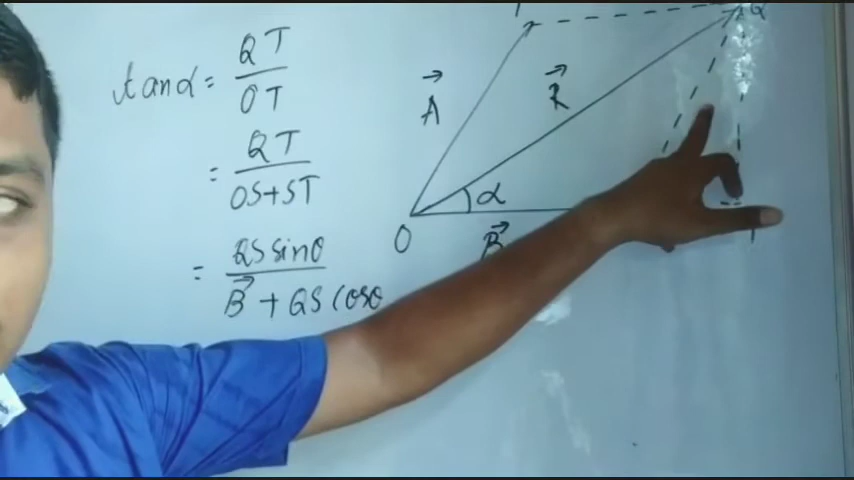 tanα = QT / OT
= QT / OS+ST
= QS sinθ / B⃗ + QS cosθ
A⃗
R⃗
Q
α
O
B⃗